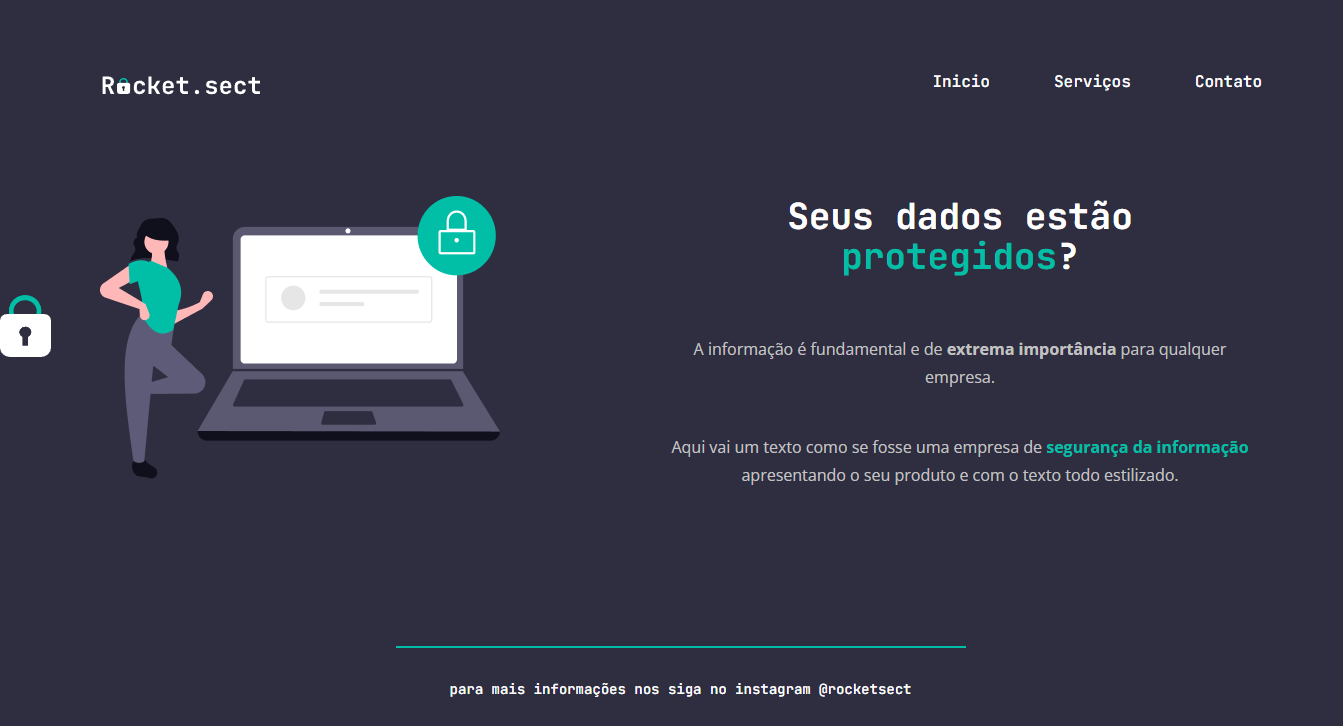 Rocket.sect
Inicio Serviços Contato
Seus dados estão
protegidos?
A informação é fundamental e de extrema importância para qualquer
empresa.
Aqui vai um texto como se fosse uma empresa de segurança da informação
apresentando o seu produto e com o texto todo estilizado.
para mais informações nos siga no instagram @rocketsect